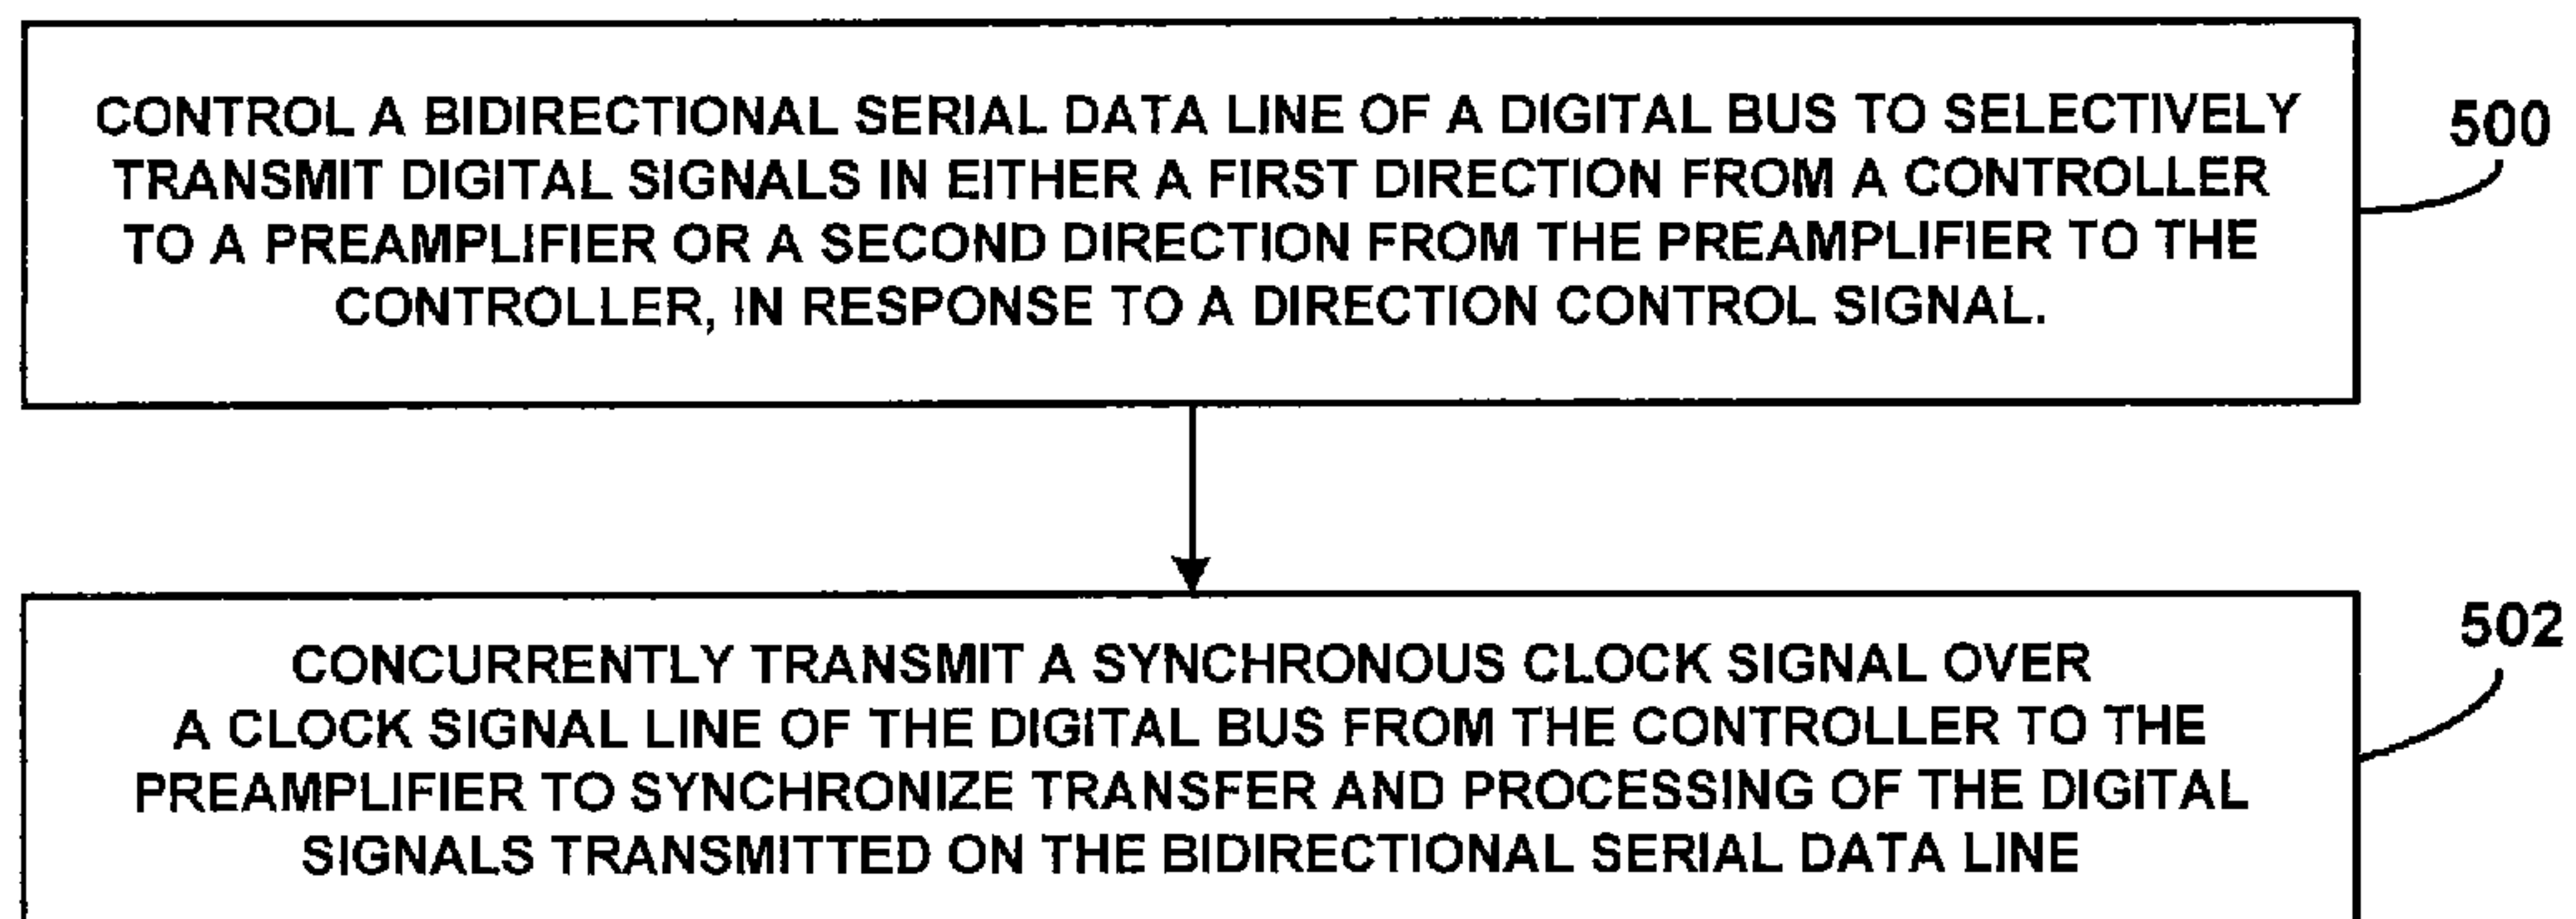 CONTROL A BIDIRECTIONAL SERIAL DATA LINE OF A DIGITAL BUS TO SELECTIVELY
TRANSMIT DIGITAL SIGNALS IN EITHER A FIRST DIRECTION FROM A CONTROLLER
TO A PREAMPLIFIER OR A SECOND DIRECTION FROM THE PREAMPLIFIER TO THE
CONTROLLER, IN RESPONSE TO A DIRECTION CONTROL SIGNAL.
500
CONCURRENTLY TRANSMIT A SYNCHRONOUS CLOCK SIGNAL OVER
A CLOCK SIGNAL LINE OF THE DIGITAL BUS FROM THE CONTROLLER TO THE
PREAMPLIFIER TO SYNCHRONIZE TRANSFER AND PROCESSING OF THE DIGITAL
SIGNALS TRANSMITTED ON THE BIDIRECTIONAL SERIAL DATA LINE
502